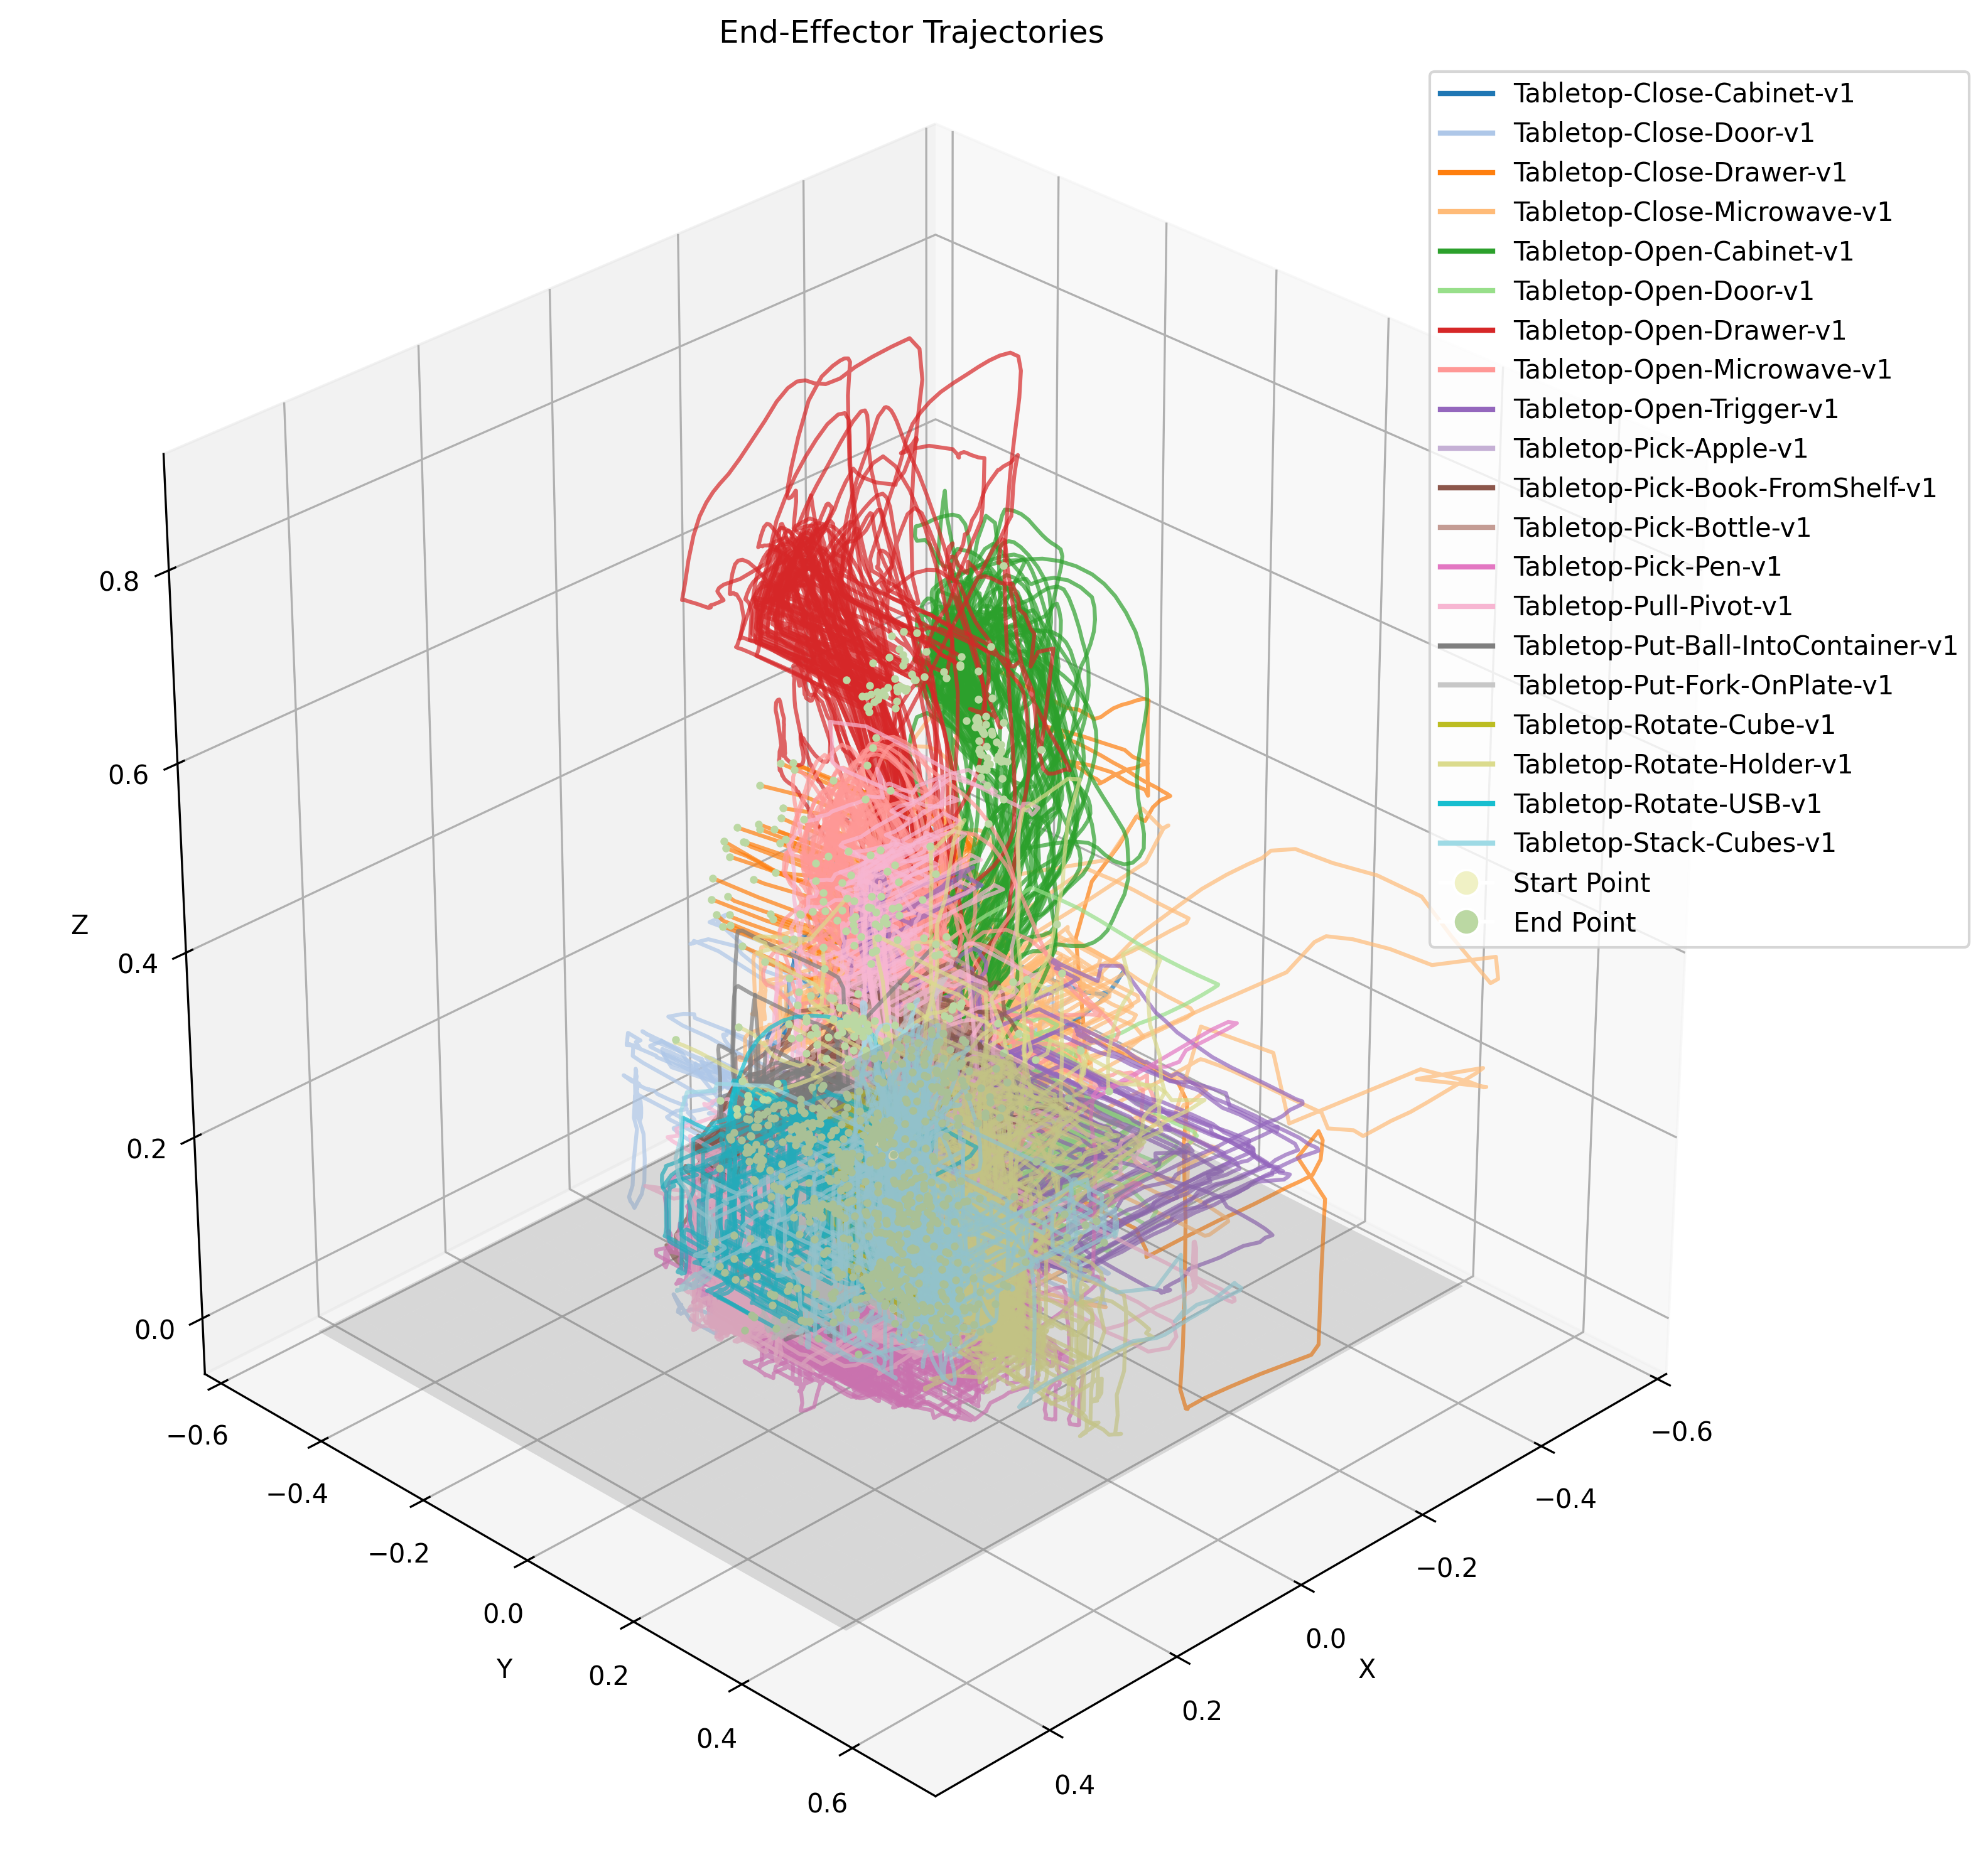 End-Effector Trajectories
Tabletop-Close-Cabinet-v1
Tabletop-Close-Door-v1
Tabletop-Close-Drawer-v1
Tabletop-Close-Microwave-v1
Tabletop-Open-Cabinet-v1
Tabletop-Open-Door-v1
Tabletop-Open-Drawer-v1
Tabletop-Open-Microwave-v1
Tabletop-Open-Trigger-v1
Tabletop-Pick-Apple-v1
Tabletop-Pick-Book-FromShelf-v1
Tabletop-Pick-Bottle-v1
Tabletop-Pick-Pen-v1
Tabletop-Pull-Pivot-v1
Tabletop-Put-Ball-IntoContainer-v1
Tabletop-Put-Fork-OnPlate-v1
Tabletop-Rotate-Cube-v1
Tabletop-Rotate-Holder-v1
Tabletop-Rotate-USB-v1
Tabletop-Stack-Cubes-v1
Start Point
End Point
0.8
0.6
Z
0.4
0.2
0.0
−0.6
−0.4
−0.2
0.0
Y
0.2
0.4
0.6
−0.6
−0.4
−0.2
0.0
X
0.2
0.4